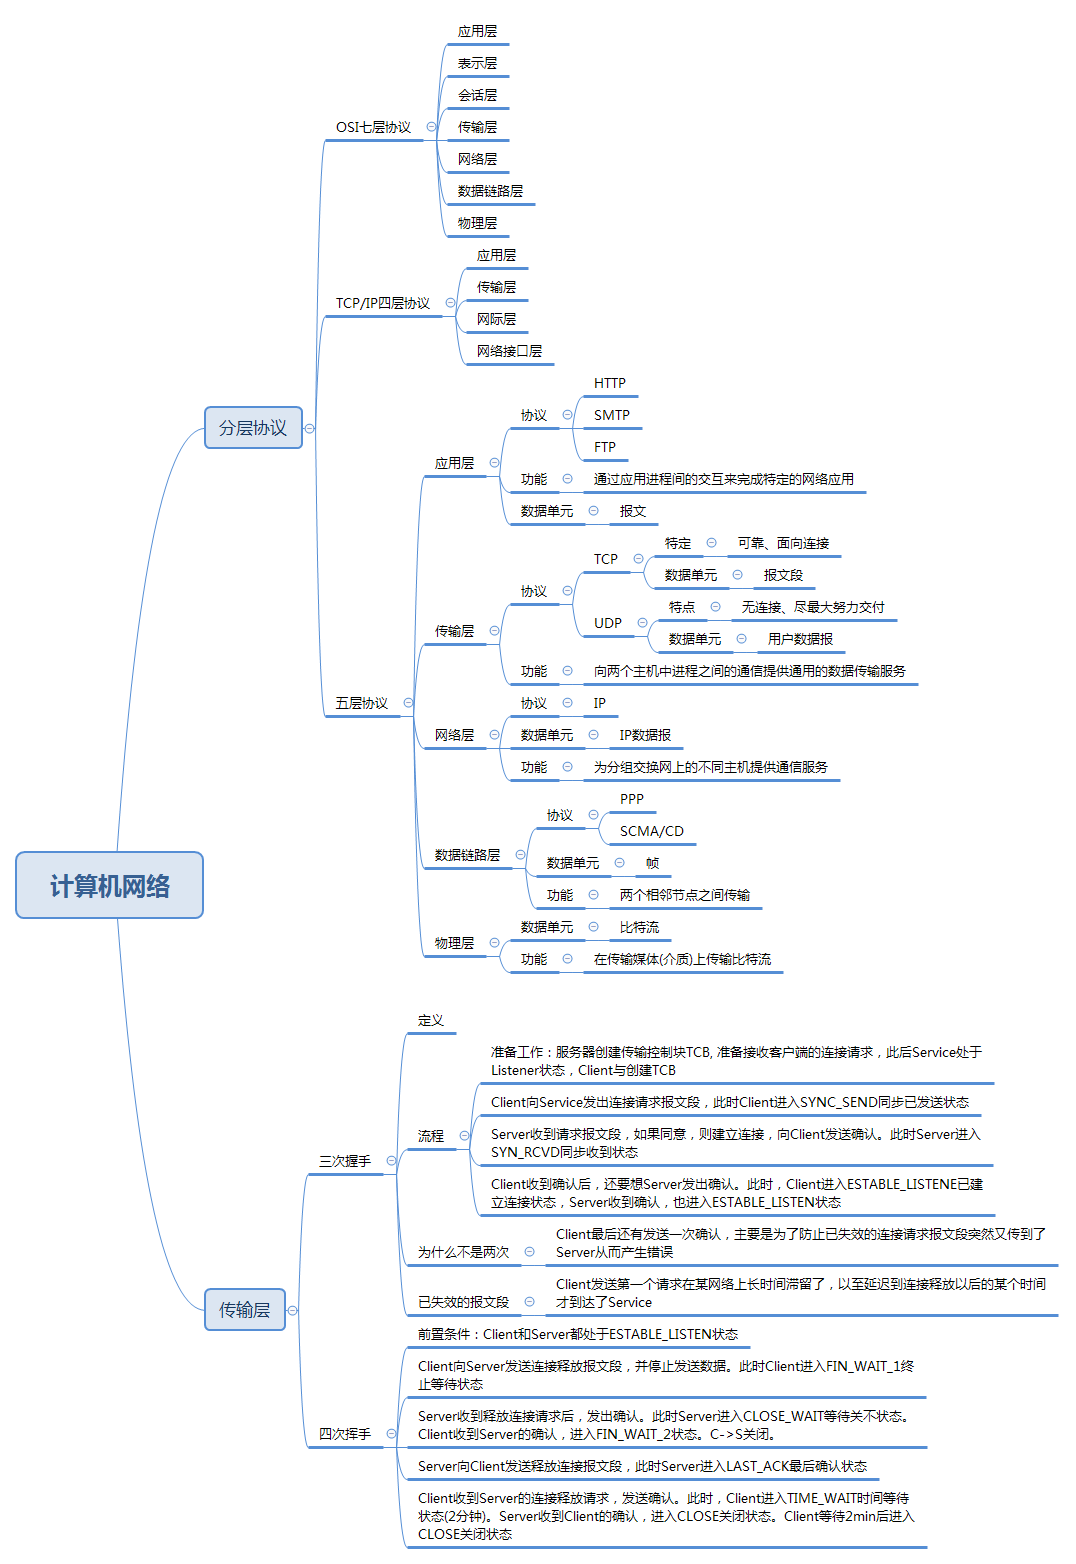 计算机网络
分层协议
OSI七层协议
应用层
表示层
会话层
传输层
网络层
数据链路层
物理层
TCP/IP四层协议
应用层
传输层
网际层
网络接口层
五层协议
应用层
协议
HTTP
SMTP
FTP
功能
通过应用进程间的交互来完成特定的网络应用
数据单元
报文
传输层
协议
TCP
特定
可靠、面向连接
数据单元
报文段
UDP
特点
无连接、尽最大努力交付
数据单元
用户数据报
功能
向两个主机中进程之间的通信提供通用的数据传输服务
网络层
协议
IP
数据单元
IP数据报
功能
为分组交换网上的不同主机提供通信服务
数据链路层
协议
PPP
SCMA/CD
数据单元
帧
功能
两个相邻节点之间传输
物理层
数据单元
比特流
功能
在传输媒体(介质)上传输比特流
传输层
三次握手
定义
流程
准备工作：服务器创建传输控制块TCB, 准备接收客户端的连接请求，此后Service处于
Listener状态，Client与创建TCB
Client向Service发出连接请求报文段，此时Client进入SYNC_SEND同步已发送状态
Server收到请求报文段，如果同意，则建立连接，向Client发送确认。此时Server进入
SYN_RCVD同步收到状态
Client收到确认后，还要想Server发出确认。此时，Client进入ESTABLE_LISTENE已建
立连接状态，Server收到确认，也进入ESTABLE_LISTEN状态
为什么不是两次
Client最后还有发送一次确认，主要是为了防止已失效的连接请求报文段突然又传到了
Server从而产生错误
已失效的报文段
Client发送第一个请求在某网络上长时间滞留了，以至延迟到连接释放以后的某个时间
才到达了Service
四次挥手
前置条件：Client和Server都处于ESTABLE_LISTEN状态
Client向Server发送连接释放报文段，并停止发送数据。此时Client进入FIN_WAIT_1终
止等待状态
Server收到释放连接请求后，发出确认。此时Server进入CLOSE_WAIT等待关不状态。
Client收到Server的确认，进入FIN_WAIT_2状态。C->S关闭。
Server向Client发送释放连接报文段，此时Server进入LAST_ACK最后确认状态
Client收到Server的连接释放请求，发送确认。此时，Client进入TIME_WAIT时间等待
状态(2分钟)。Server收到Client的确认，进入CLOSE关闭状态。Client等待2min后进入
CLOSE关闭状态